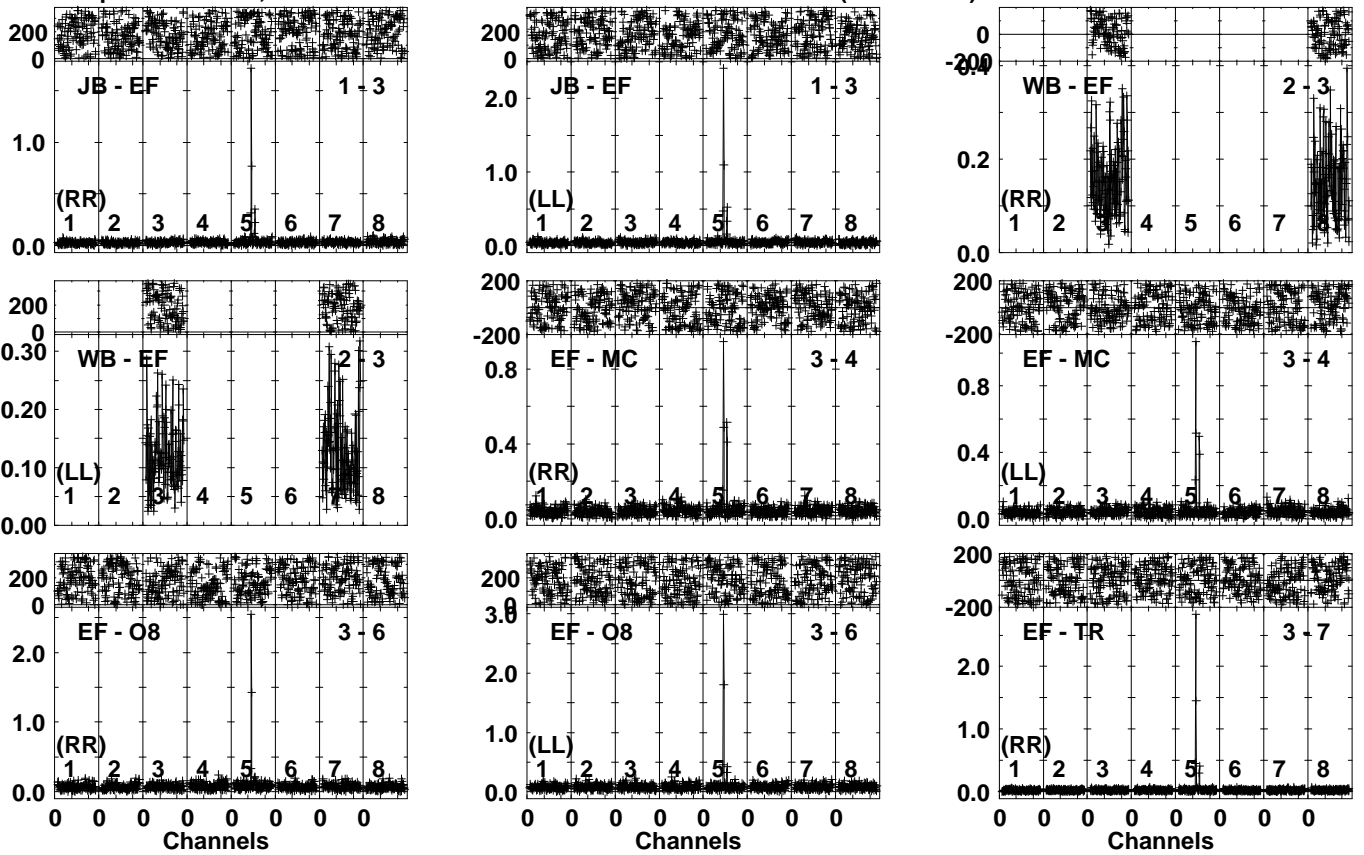 200 200 0
0 0 -200
JB - EF 1 - 3
1.0
(RR)
1 2 3 4 5 6 7 8
0.0
JB - EF 1 - 3
2.0
1.0
(LL)
1 2 3 4 5 6 7 8
0.0
0.4
WB - EF 2 - 3
0.2
(RR)
1 2 3 4 5 6 7 8
0.0
200
0
WB - EF 2 - 3
0.30
0.20
0.10
(LL)
1 2 3 4 5 6 7 8
0.00
200
-200
EF - MC 3 - 4
0.8
0.4
(RR)
1 2 3 4 5 6 7 8
0.0
200
-200
EF - MC 3 - 4
0.8
0.4
(LL)
1 2 3 4 5 6 7 8
0.0
200
0
EF - O8 3 - 6
2.0
1.0
(RR)
1 2 3 4 5 6 7 8
0.0
0 0 0 0 0 0 0 0
Channels
200
0
3.0
EF - O8 3 - 6
2.0
1.0
(LL)
1 2 3 4 5 6 7 8
0.0
0 0 0 0 0 0 0 0
Channels
200
-200
EF - TR 3 - 7
2.0
1.0
(RR)
1 2 3 4 5 6 7 8
0.0
0 0 0 0 0 0 0 0
Channels